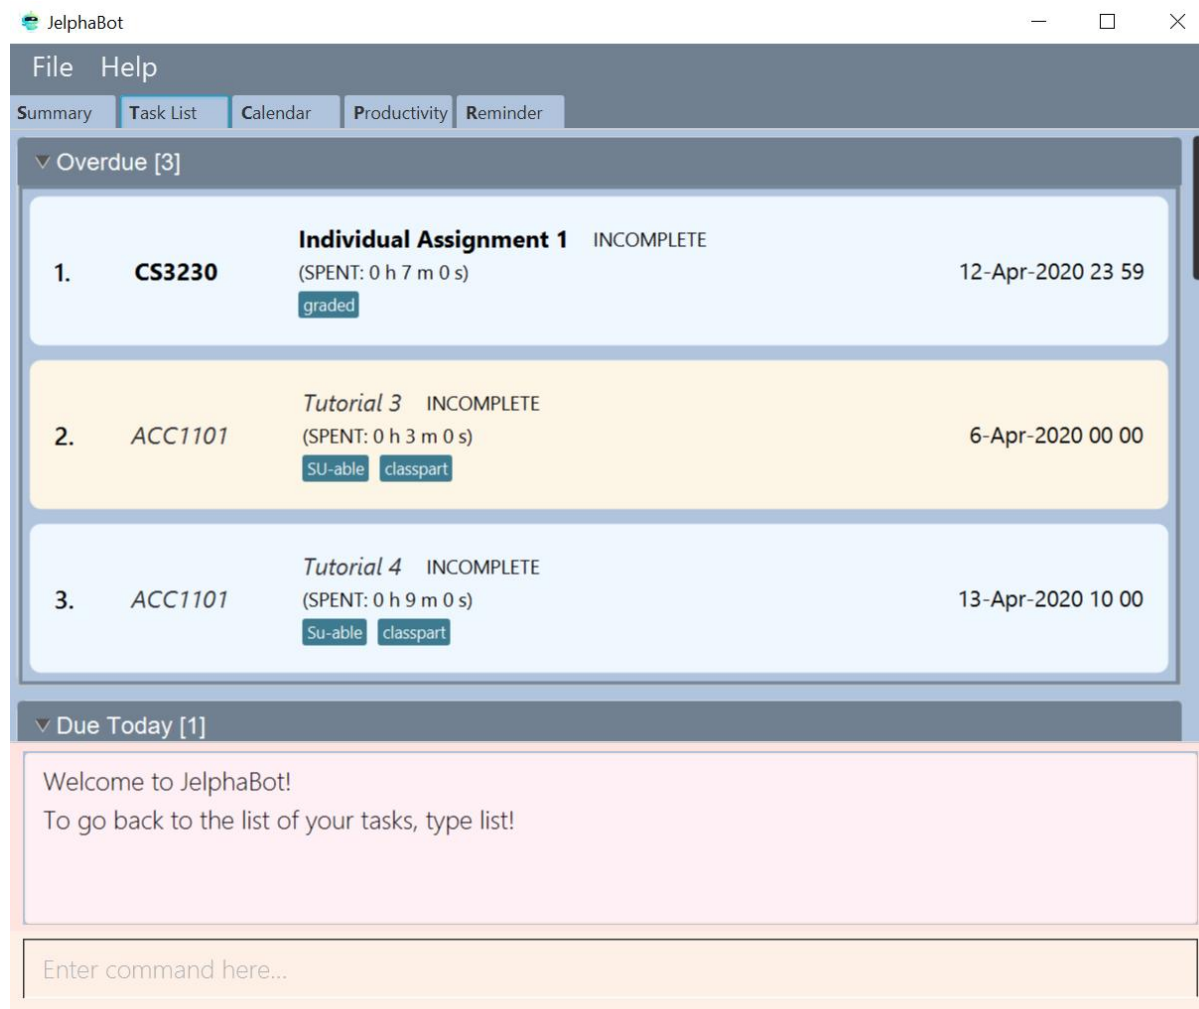 JelphaBot
File Help
Summary Task List Calendar Productivity Reminder
Overdue [3]
Individual Assignment 1 INCOMPLETE
1. CS3230 (SPENT: 0 h 7 m 0 s) 12-Apr-2020 23 59
graded
Tutorial 3 INCOMPLETE
2. ACC1101 (SPENT: 0 h 3 m 0 s) 6-Apr-2020 00 00
SU-able classpart
Tutorial 4 INCOMPLETE
3. ACC1101 (SPENT: 0 h 9 m 0 s) 13-Apr-2020 10 00
Su-able classpart
Due Today [1]
Welcome to JelphaBot!
To go back to the list of your tasks, type list!
Enter command here...